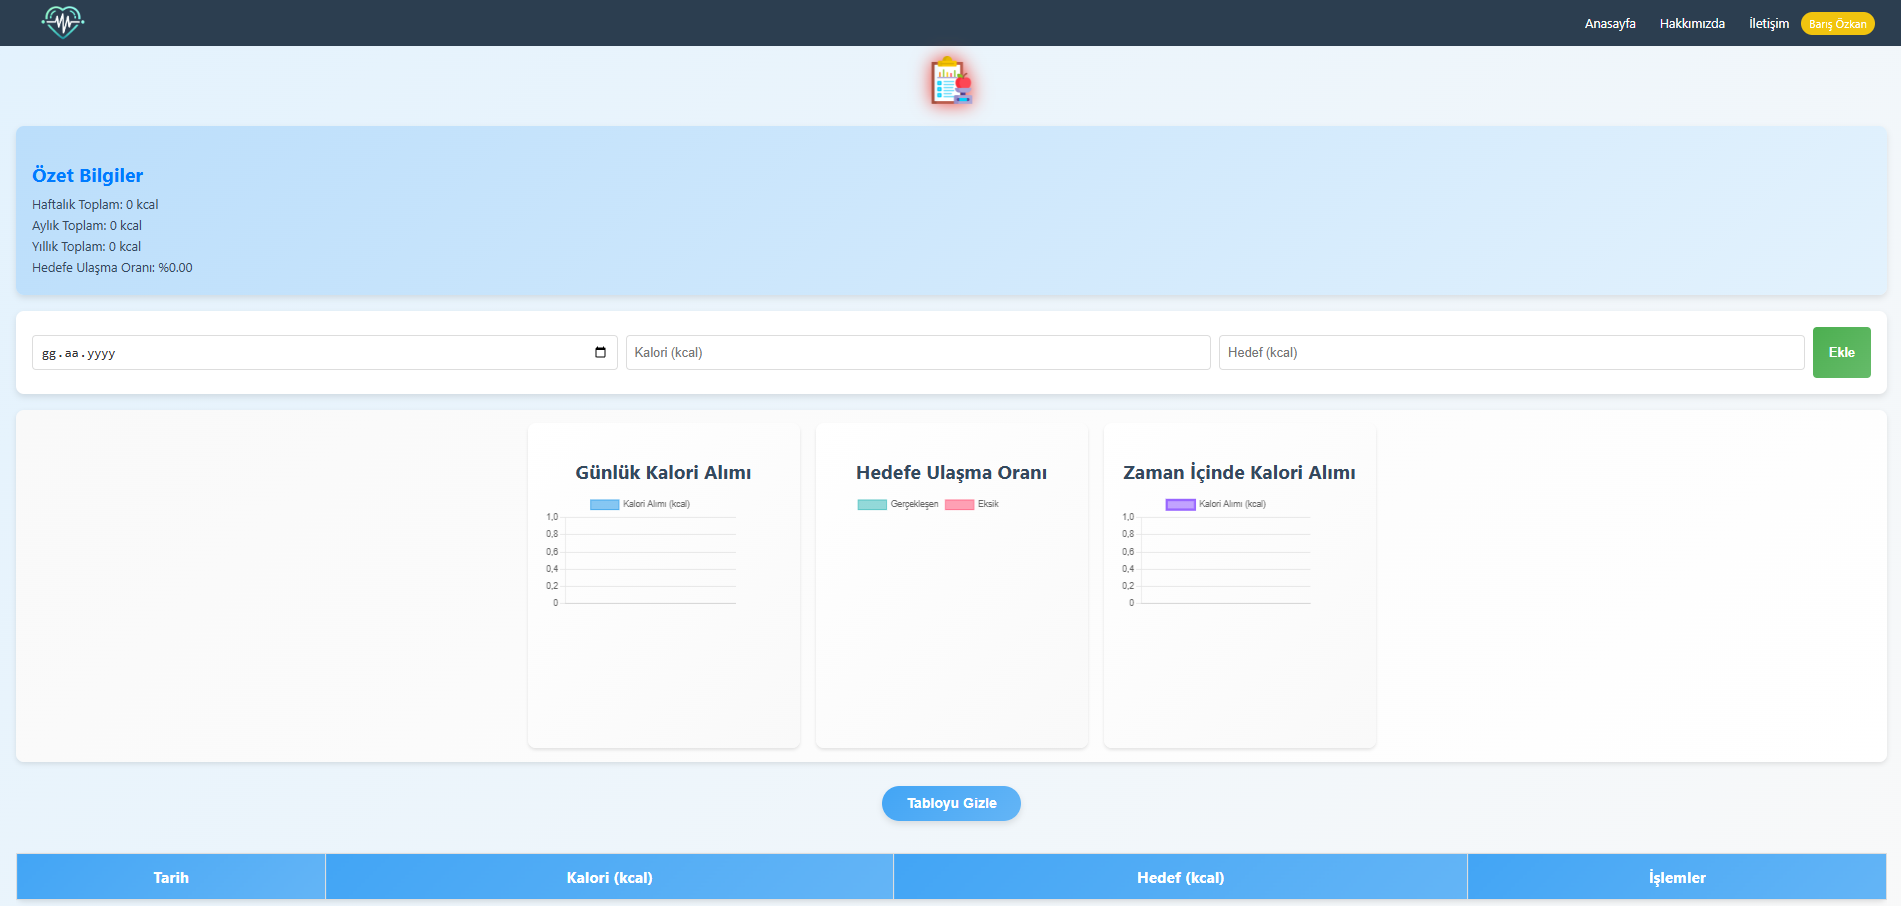 Anasayfa Hakkımızda İletişim Barış Özkan
Özet Bilgiler
Haftalık Toplam: 0 kcal
Aylık Toplam: 0 kcal
Yıllık Toplam: 0 kcal
Hedefe Ulaşma Oranı: %0.00
gg.aa.yyyy Kalori (kcal) Hedef (kcal) Ekle
Günlük Kalori Alımı
Kalori Alımı (kcal)
1,0
0,8
0,6
0,4
0,2
0
Hedefe Ulaşma Oranı
Gerçekleşen Eksik
Zaman İçinde Kalori Alımı
Kalori Alımı (kcal)
1,0
0,8
0,6
0,4
0,2
0
Tabloyu Gizle
Tarih Kalori (kcal) Hedef (kcal) İşlemler